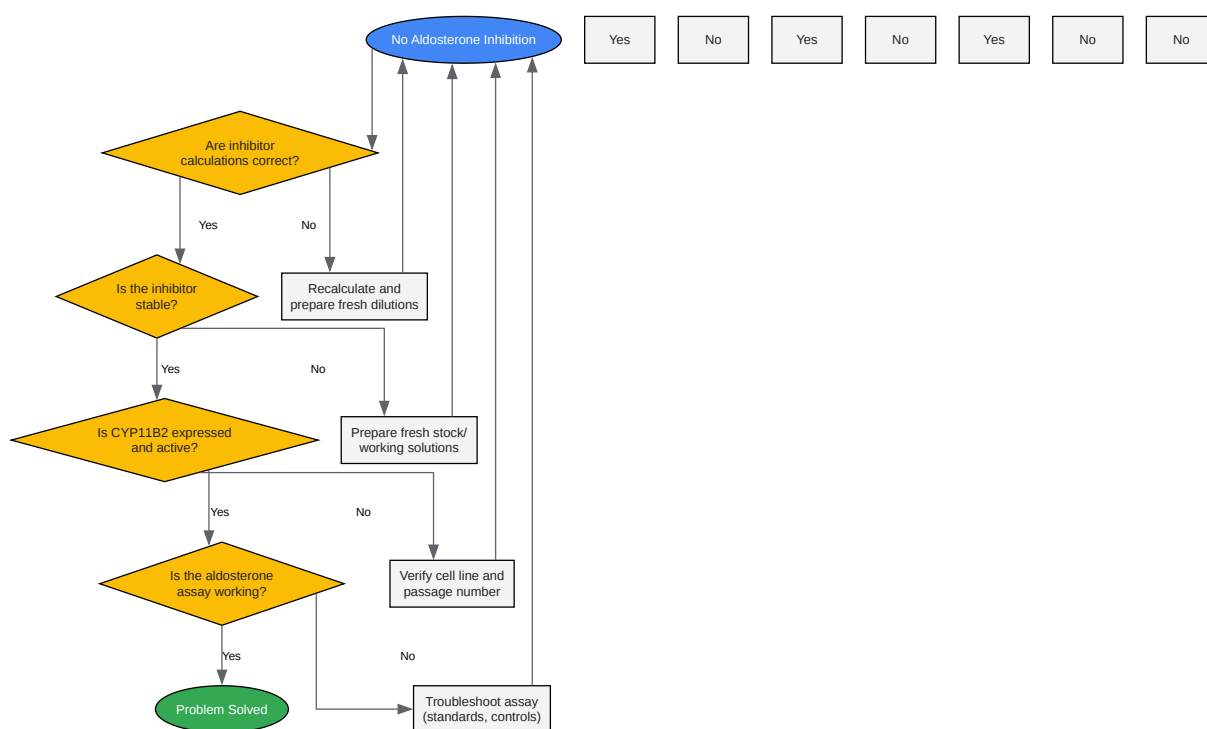 No Aldosterone Inhibition
Yes
No
Yes
No
Yes
No
No
Are inhibitor
calculations correct?
Yes
No
Is the inhibitor
stable?
Recalculate and
prepare fresh dilutions
Yes
No
Is CYP11B2 expressed
and active?
Prepare fresh stock/
working solutions
Yes
No
Is the aldosterone
assay working?
Verify cell line and
passage number
Yes
No
Problem Solved
Troubleshoot assay
(standards, controls)